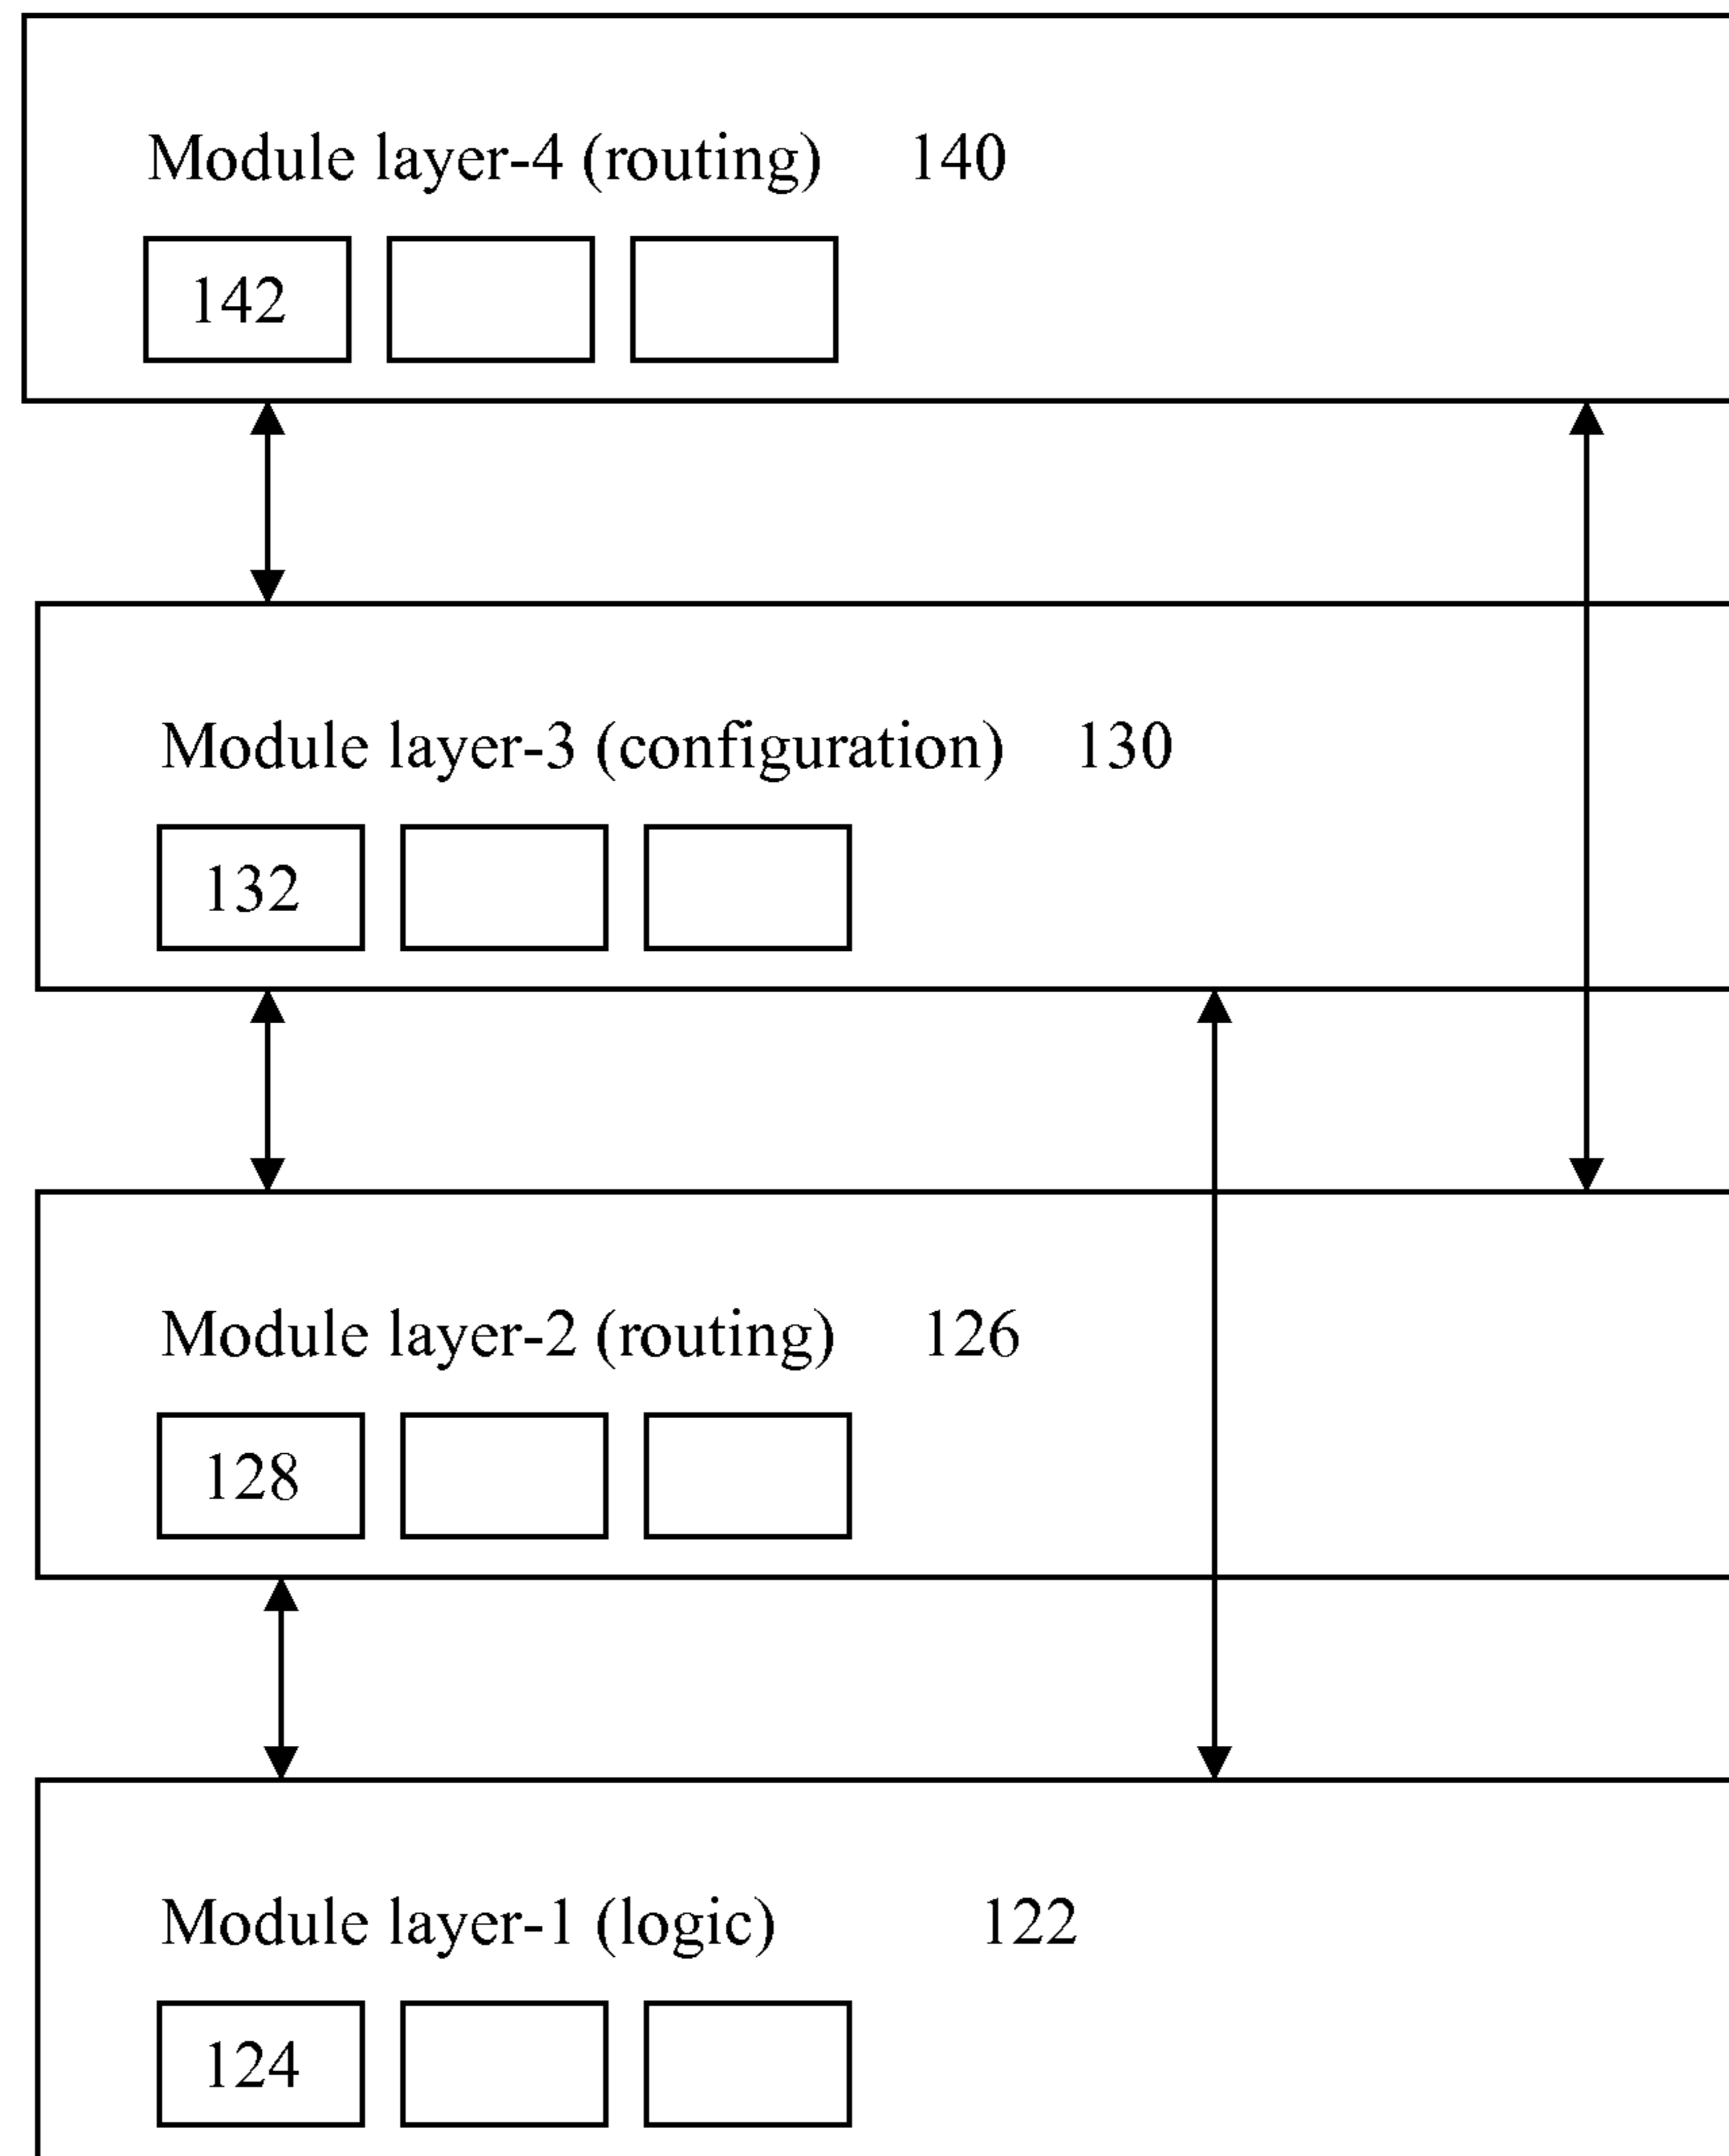 Module layer-4 (routing) 140
142
Module layer-3 (configuration) 130
132
Module layer-2 (routing) 126
128
Module layer-1 (logic) 122
124